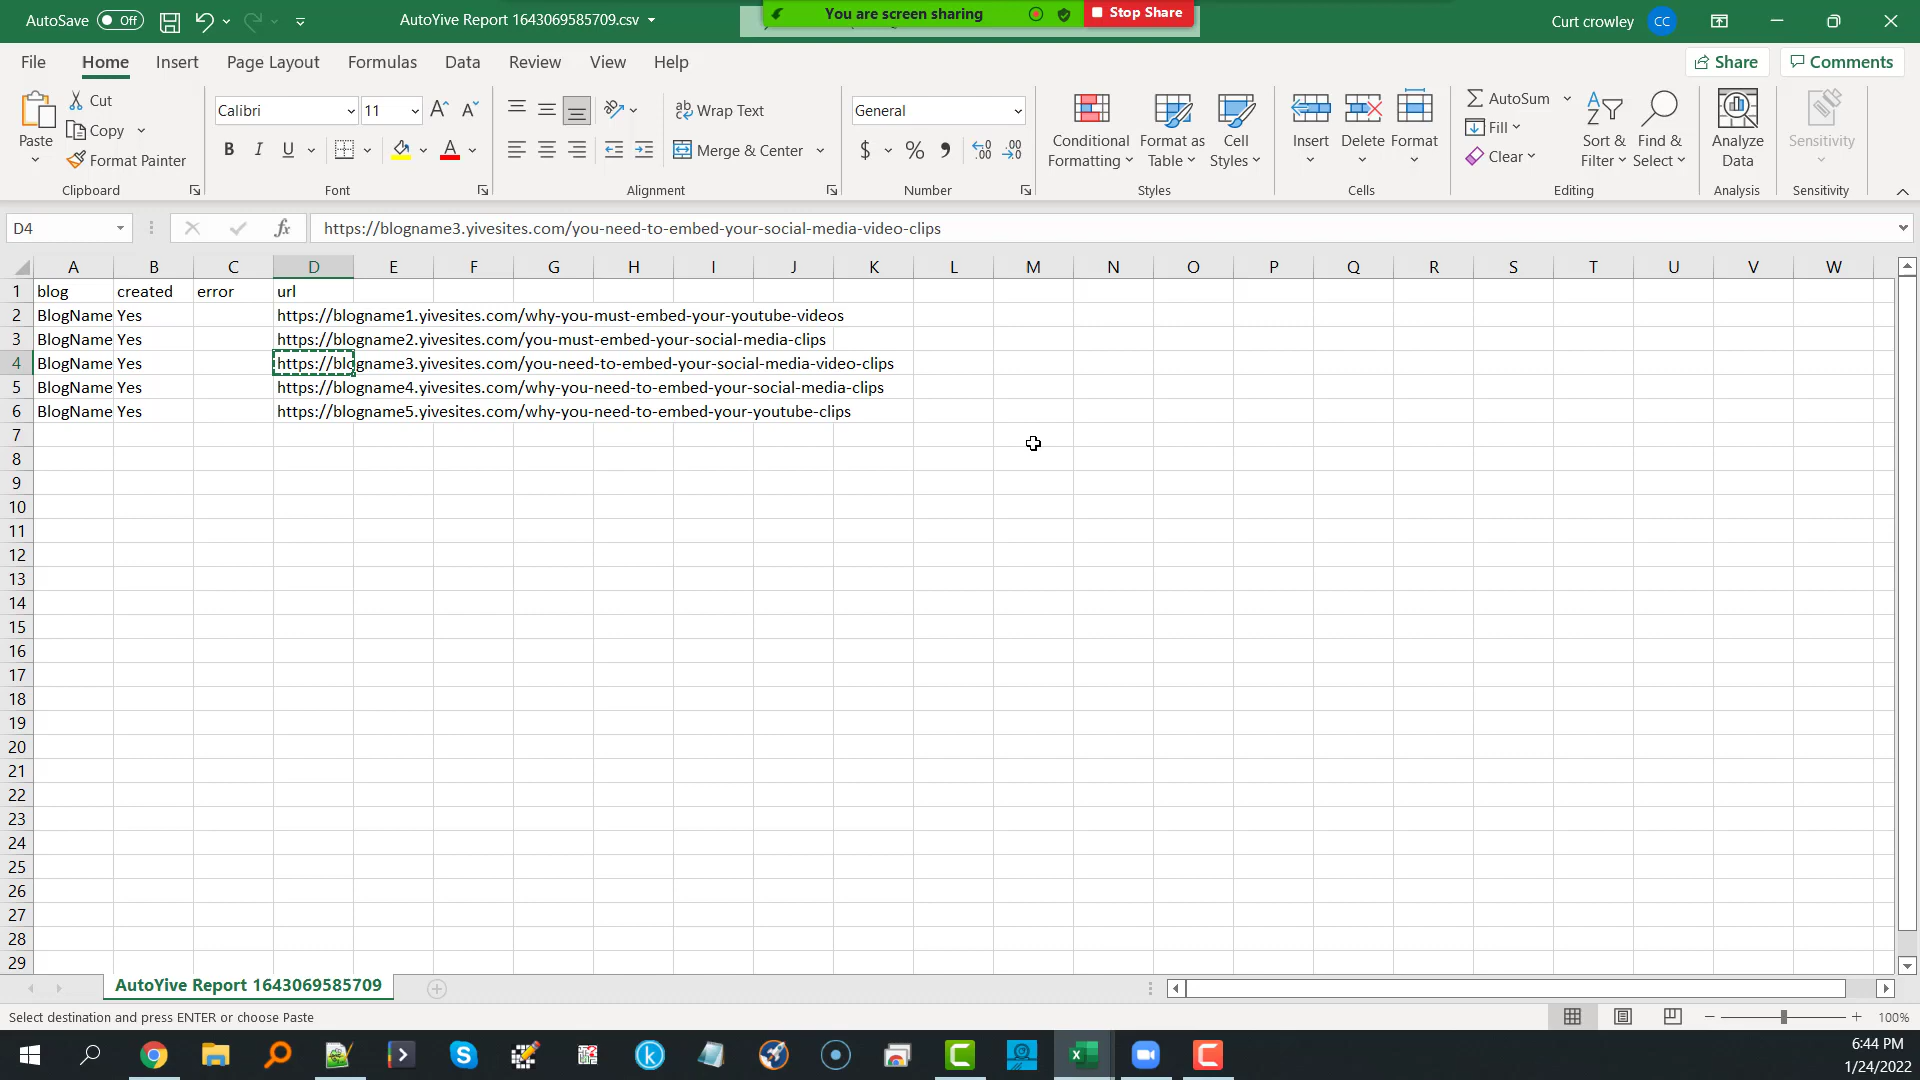 AutoSave Off AutoYive Report 1643069585709.csv You are screen sharing Stop Share Curt crowley CC
File Home Insert Page Layout Formulas Data Review View Help Share Comments
Paste Cut Copy Format Painter Clipboard
Calibri 11 B I U A Font
Wrap Text Merge & Center Alignment
General $ % Number
Conditional Formatting Format as Table Cell Styles Styles
Insert Delete Format Cells
AutoSum Fill Clear Sort & Filter Find & Select Editing
Analyze Data Analysis
Sensitivity Sensitivity
D4 fx https://blogname3.yivesites.com/you-need-to-embed-your-social-media-video-clips
A B C D E F G H I J K L M N O P Q R S T U V W
1 blog created error url
2 BlogName Yes https://blogname1.yivesites.com/why-you-must-embed-your-youtube-videos
3 BlogName Yes https://blogname2.yivesites.com/you-must-embed-your-social-media-clips
4 BlogName Yes https://blogname3.yivesites.com/you-need-to-embed-your-social-media-video-clips
5 BlogName Yes https://blogname4.yivesites.com/why-you-need-to-embed-your-social-media-clips
6 BlogName Yes https://blogname5.yivesites.com/why-you-need-to-embed-your-youtube-clips
7
8
9
10
11
12
13
14
15
16
17
18
19
20
21
22
23
24
25
26
27
28
29
AutoYive Report 1643069585709
Select destination and press ENTER or choose Paste 100%
6:44 PM
1/24/2022